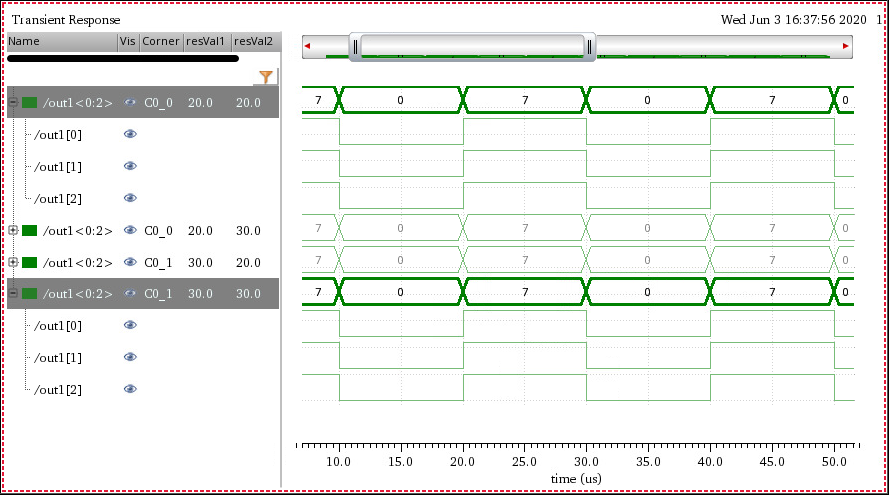 Transient Response Wed Jun 3 16:37:56 2020 1
Name Vis Corner resVal1 resVal2
/out1<0:2> C0_0 20.0 20.0 7 0 7 0 7 0
/out1[0]
/out1[1]
/out1[2]
/out1<0:2> C0_0 20.0 30.0 7 0 7 0 7 0
/out1<0:2> C0_1 30.0 20.0 7 0 7 0 7 0
/out1<0:2> C0_1 30.0 30.0 7 0 7 0 7 0
/out1[0]
/out1[1]
/out1[2]
10.0 15.0 20.0 25.0 30.0 35.0 40.0 45.0 50.0
time (us)